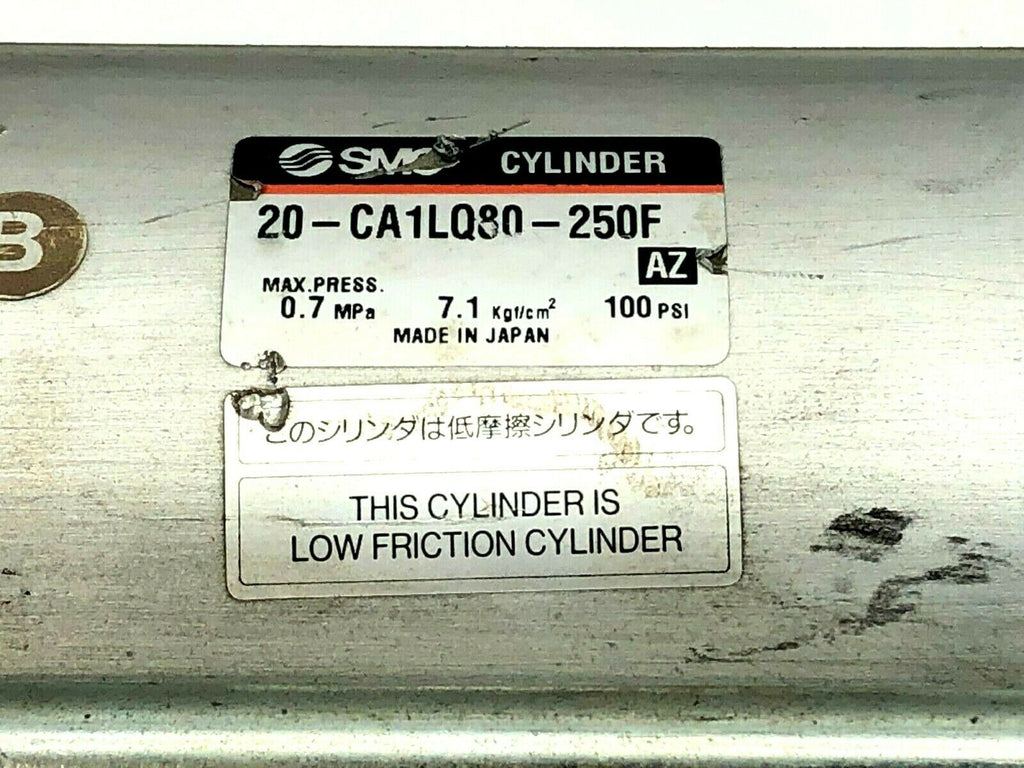 B
SMC CYLINDER
20-CA1LQ80-250F
AZ
MAX.PRESS.
0.7 MPa 7.1 Kgf/cm² 100 PSI
MADE IN JAPAN
このシリンダは低摩擦シリンダです。
THIS CYLINDER IS
LOW FRICTION CYLINDER